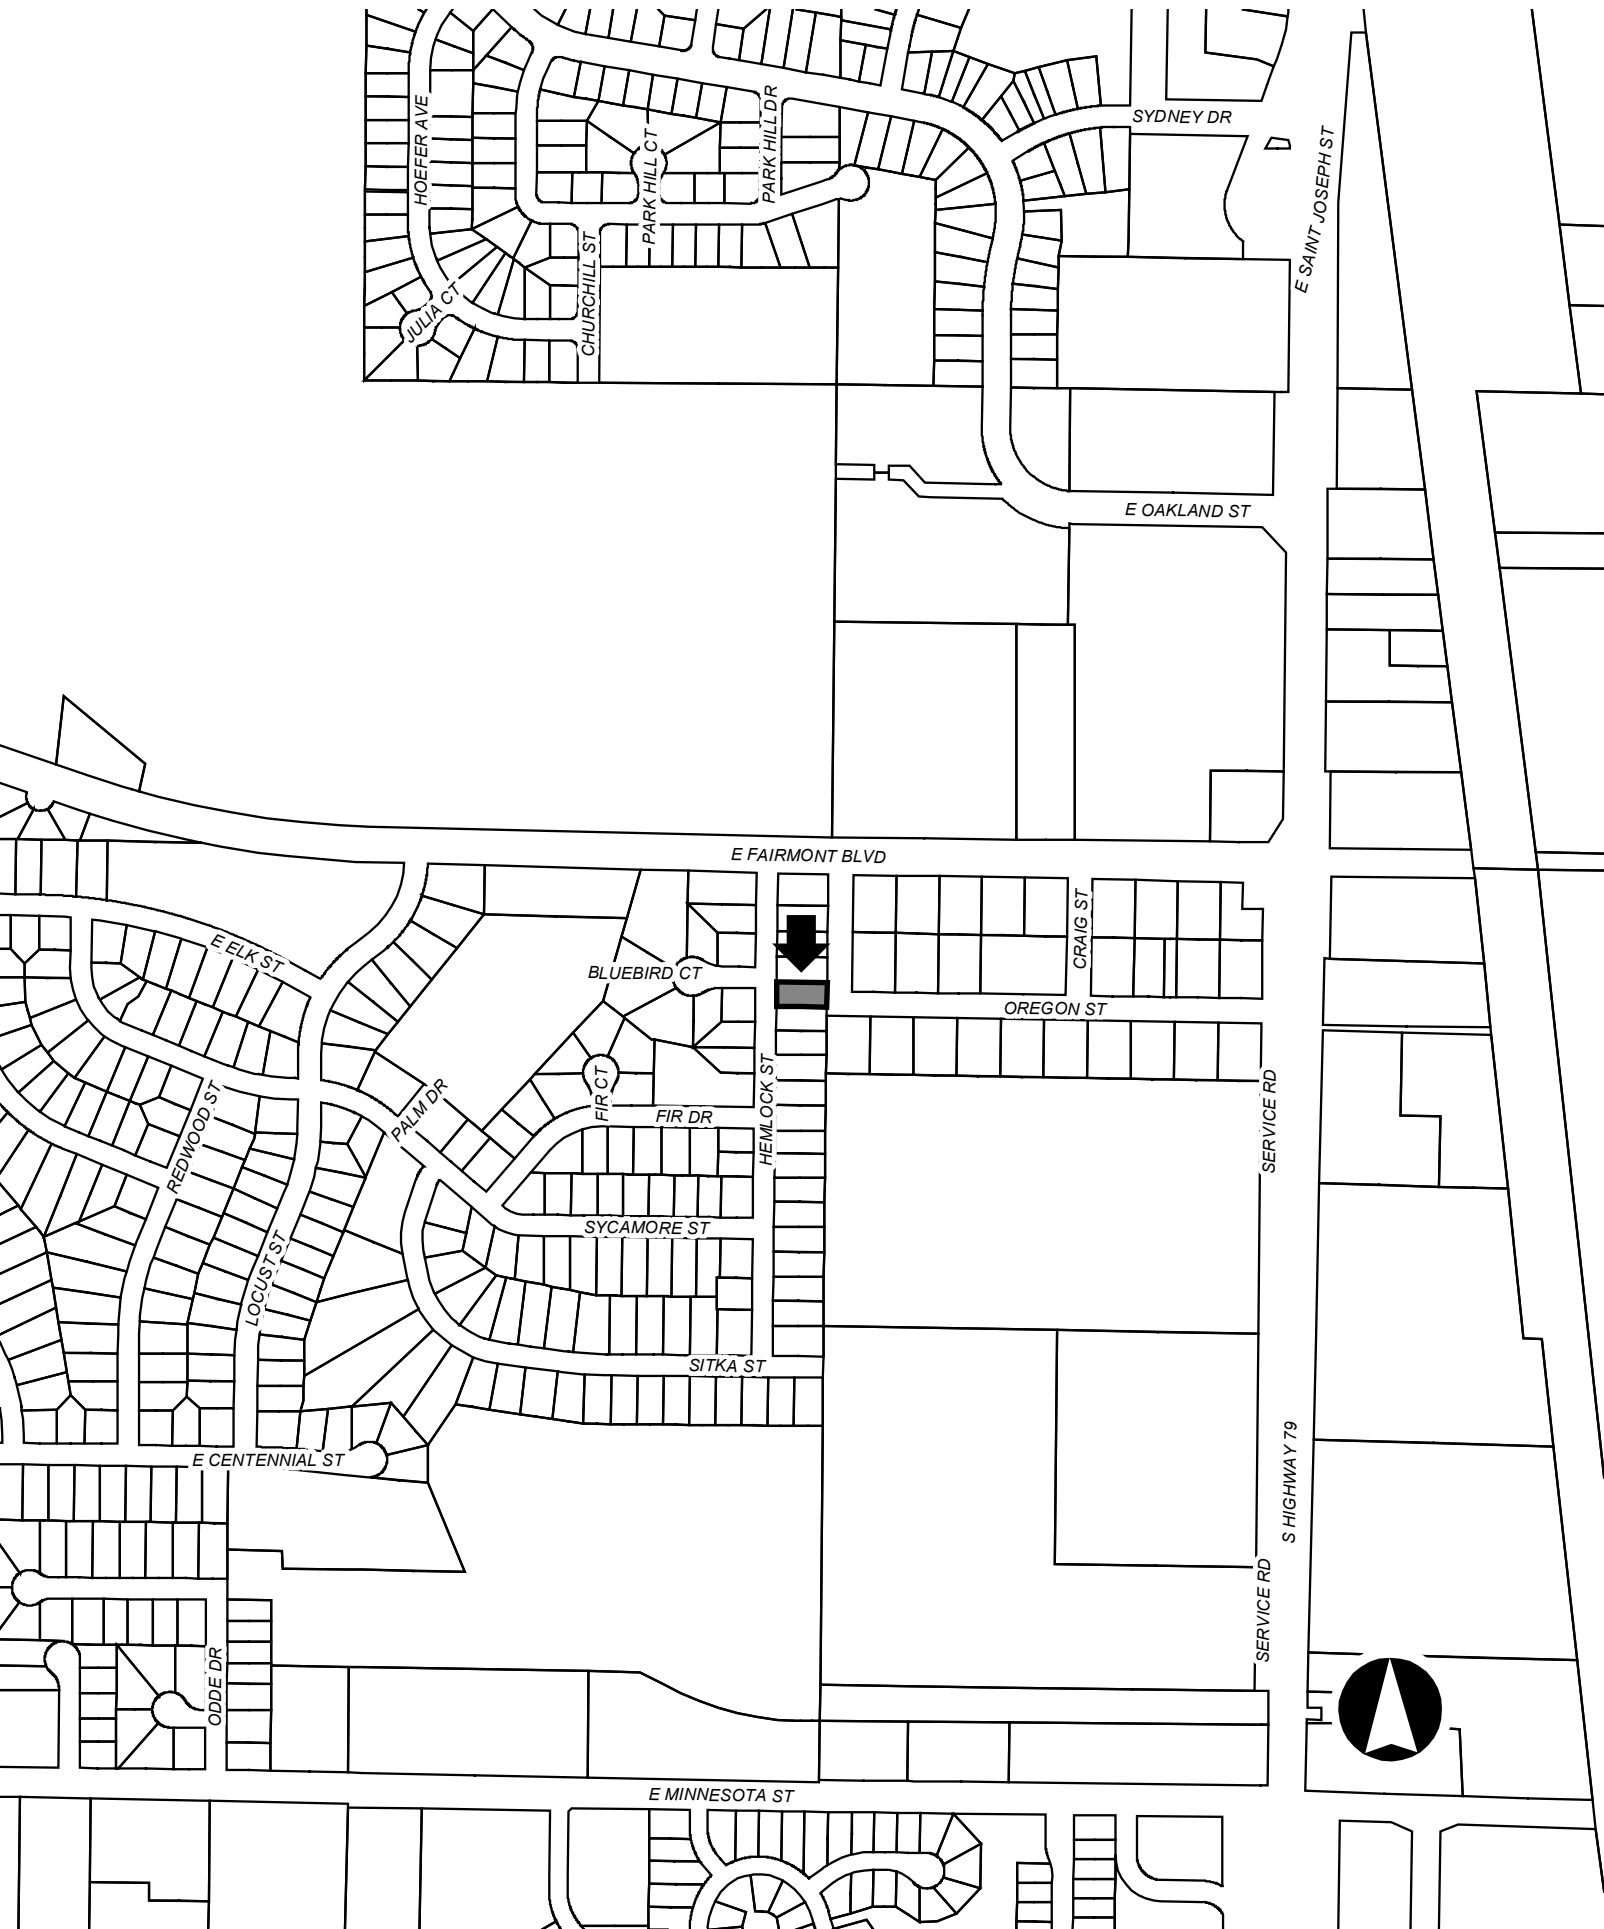 SYDNEY DR
HOEFER AVE
PARK HILL DR
PARK HILL CT
E SAINT JOSEPH ST
CHURCHILL ST
JULIA CT
E OAKLAND ST
E FAIRMONT BLVD
CRAIG ST
E ELK ST
BLUEBIRD CT
OREGON ST
HEMLOCK ST
FIR CT
PALM DR
FIR DR
REDWOOD ST
SERVICE RD
SYCAMORE ST
LOCUST ST
SITKA ST
E CENTENNIAL ST
S HIGHWAY 79
SERVICE RD
ODDE DR
E MINNESOTA ST